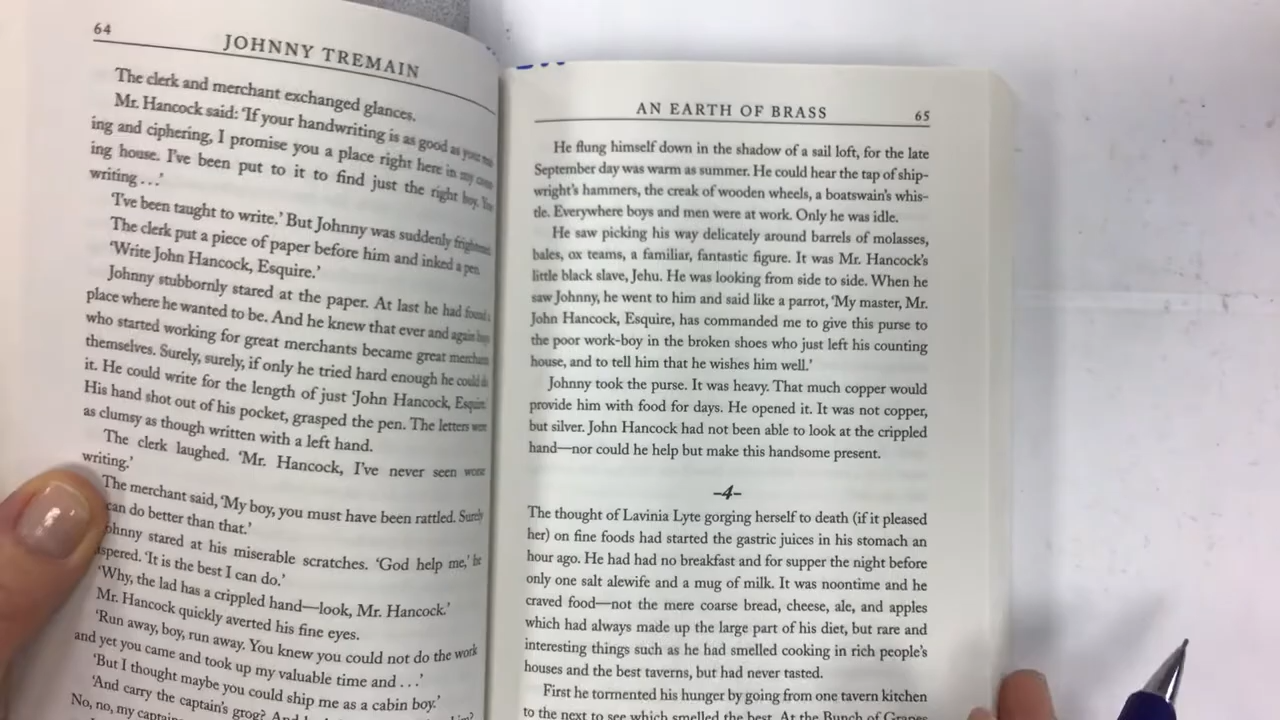 64
JOHNNY TREMAIN
The clerk and merchant exchanged glances.
Mr. Hancock said: 'If your handwriting is as good as your
ing and ciphering, I promise you a place right here in my
ing house. I've been put to it to find just the right boy.
writing . . .'
'I've been taught to write.' But Johnny was suddenly frightened.
The clerk put a piece of paper before him and inked a pen.
'Write John Hancock, Esquire.'
Johnny stubbornly stared at the paper. At last he had found a
place where he wanted to be. And he knew that ever and again
who started working for great merchants became great merchants
themselves. Surely, surely, if only he tried hard enough he could do
it. He could write for the length of just 'John Hancock, Esquire.'
His hand shot out of his pocket, grasped the pen. The letters were
as clumsy as though written with a left hand.
The clerk laughed. 'Mr. Hancock, I've never seen worse
writing.'
The merchant said, 'My boy, you must have been rattled. Surely
can do better than that.'
Johnny stared at his miserable scratches. 'God help me,' he
spered. 'It is the best I can do.'
'Why, the lad has a crippled hand—look, Mr. Hancock.'
Mr. Hancock quickly averted his fine eyes.
'Run away, boy, run away. You knew you could not do the work
and yet you came and took up my valuable time and . . .'
'But I thought maybe you could ship me as a cabin boy.'
'And carry the captain's grog? And
No, no, my
AN EARTH OF BRASS
65
He flung himself down in the shadow of a sail loft, for the late
September day was warm as summer. He could hear the tap of ship-
wright's hammers, the creak of wooden wheels, a boatswain's whis-
tle. Everywhere boys and men were at work. Only he was idle.
He saw picking his way delicately around barrels of molasses,
bales, ox teams, a familiar, fantastic figure. It was Mr. Hancock's
little black slave, Jehu. He was looking from side to side. When he
saw Johnny, he went to him and said like a parrot, 'My master, Mr.
John Hancock, Esquire, has commanded me to give this purse to
the poor work-boy in the broken shoes who just left his counting
house, and to tell him that he wishes him well.'
Johnny took the purse. It was heavy. That much copper would
provide him with food for days. He opened it. It was not copper,
but silver. John Hancock had not been able to look at the crippled
hand—nor could he help but make this handsome present.
-4-
The thought of Lavinia Lyte gorging herself to death (if it pleased
her) on fine foods had started the gastric juices in his stomach an
hour ago. He had had no breakfast and for supper the night before
only one salt alewife and a mug of milk. It was noontime and he
craved food—not the mere coarse bread, cheese, ale, and apples
which had always made up the large part of his diet, but rare and
interesting things such as he had smelled cooking in rich people's
houses and the best taverns, but had never tasted.
First he tormented his hunger by going from one tavern kitchen
to the next to see which smelled the best. At the Bunch of Grapes